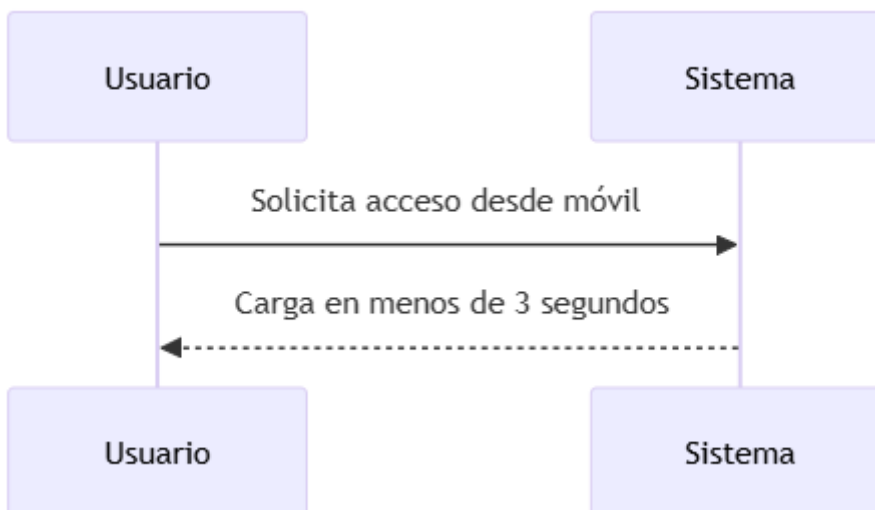 Usuario
Sistema
Solicita acceso desde móvil
Carga en menos de 3 segundos
Usuario
Sistema